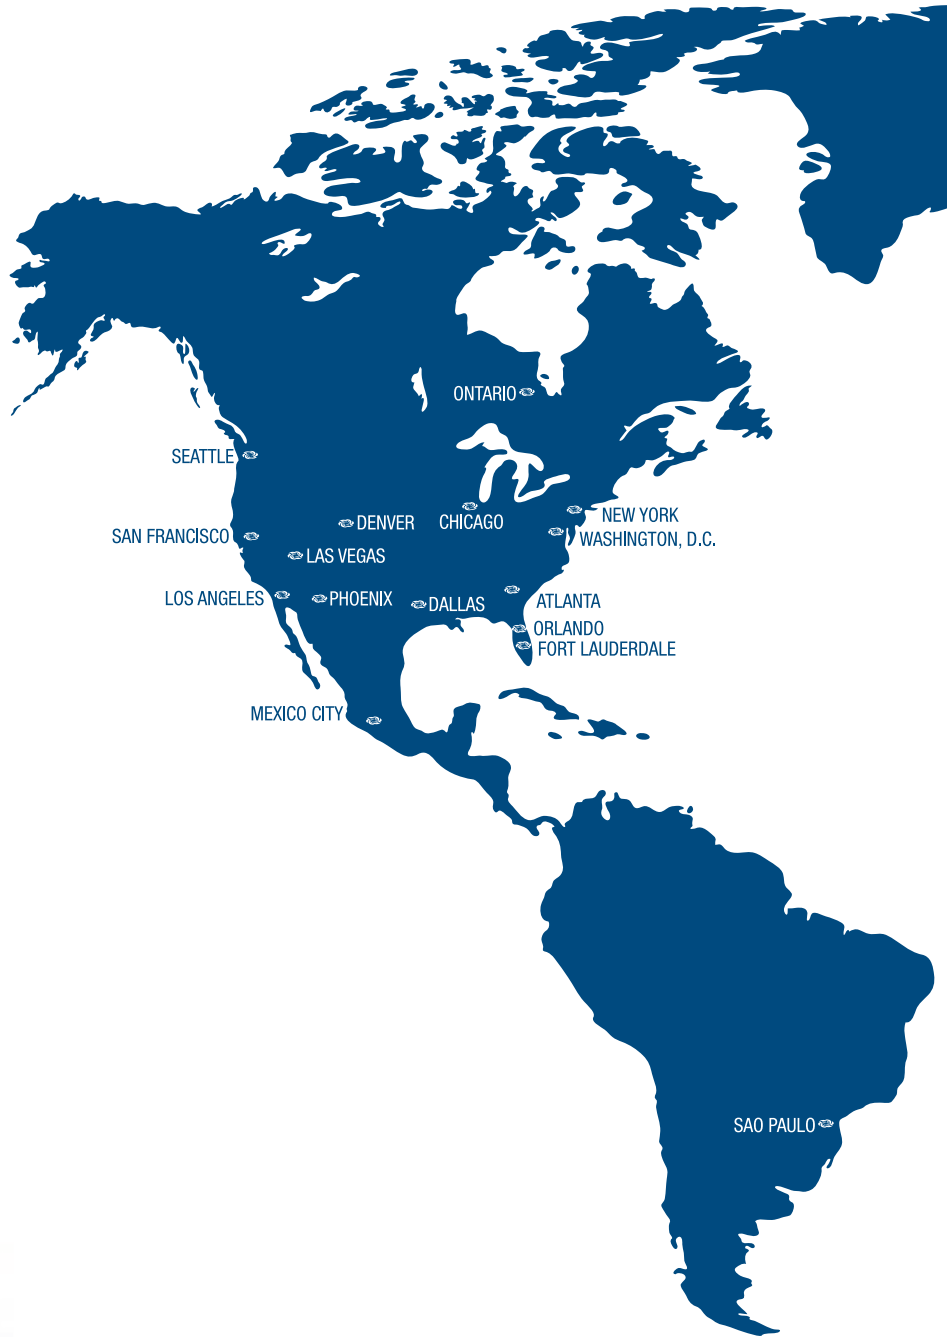 ONTARIO
SEATTLE
NEW YORK
DENVER
CHICAGO
SAN FRANCISCO
WASHINGTON, D.C.
LAS VEGAS
LOS ANGELES
PHOENIX
DALLAS
ATLANTA
ORLANDO
FORT LAUDERDALE
MEXICO CITY
SAO PAULO